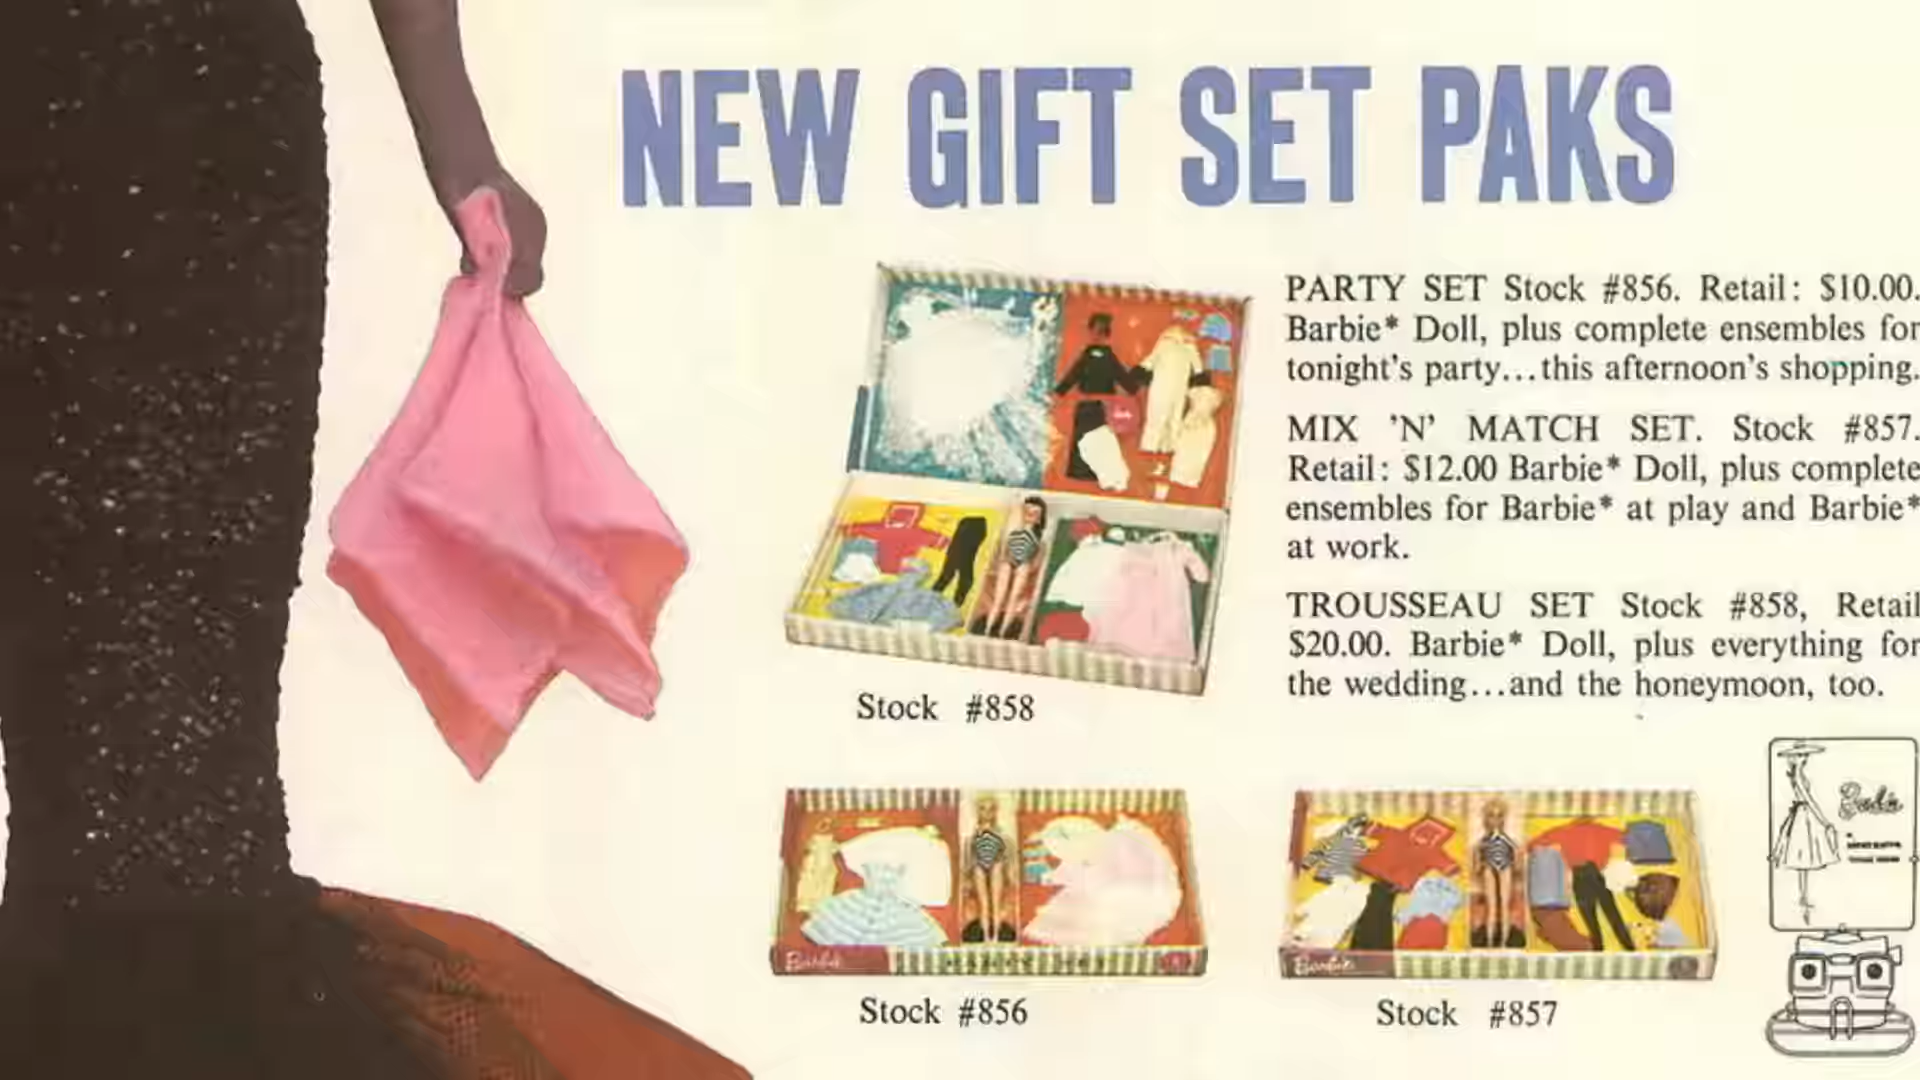 NEW GIFT SET PAKS
PARTY SET Stock #856. Retail: $10.00.
Barbie* Doll, plus complete ensembles for
tonight's party...this afternoon's shopping.
MIX 'N' MATCH SET. Stock #857.
Retail: $12.00 Barbie* Doll, plus complete
ensembles for Barbie* at play and Barbie*
at work.
TROUSSEAU SET Stock #858, Retail
$20.00. Barbie* Doll, plus everything for
the wedding...and the honeymoon, too.
Stock #858
Barbie
Barbie
Stock #856
Stock #857